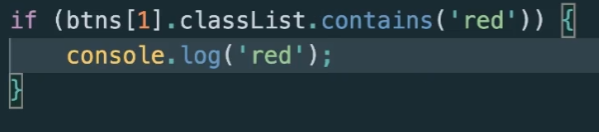 if (btns[1].classList.contains('red')) {
    console.log('red');
}